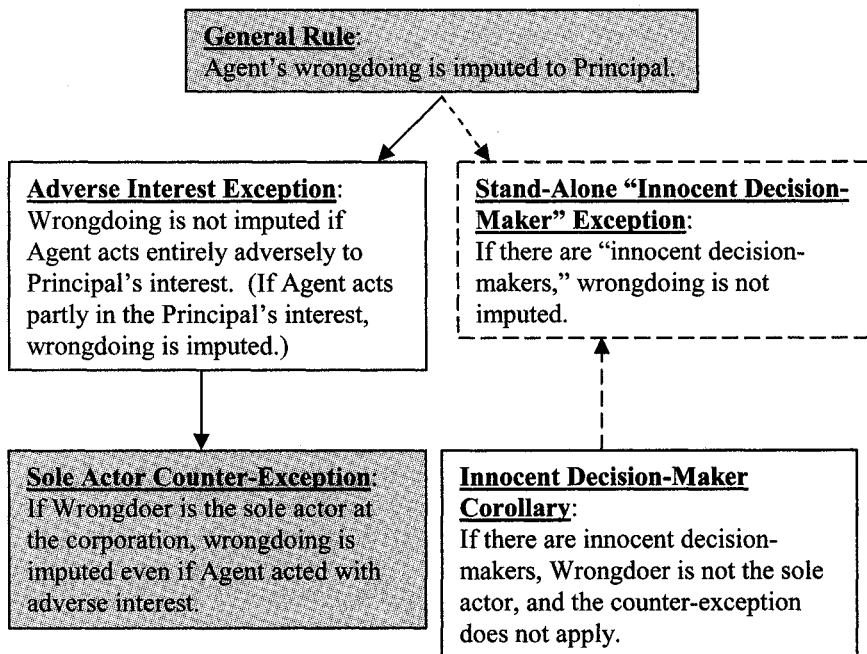 General Rule:
Agent's wrongdoing is imputed to Principal.
Adverse Interest Exception:
Wrongdoing is not imputed if
Agent acts entirely adversely to
Principal's interest. (If Agent acts
partly in the Principal's interest,
wrongdoing is imputed.)
Stand-Alone “Innocent Decision-
Maker” Exception:
If there are “innocent decision-
makers,” wrongdoing is not
imputed.
Sole Actor Counter-Exception:
If Wrongdoer is the sole actor at
the corporation, wrongdoing is
imputed even if Agent acted with
adverse interest.
Innocent Decision-Maker
Corollary:
If there are innocent decision-
makers, Wrongdoer is not the sole
actor, and the counter-exception
does not apply.